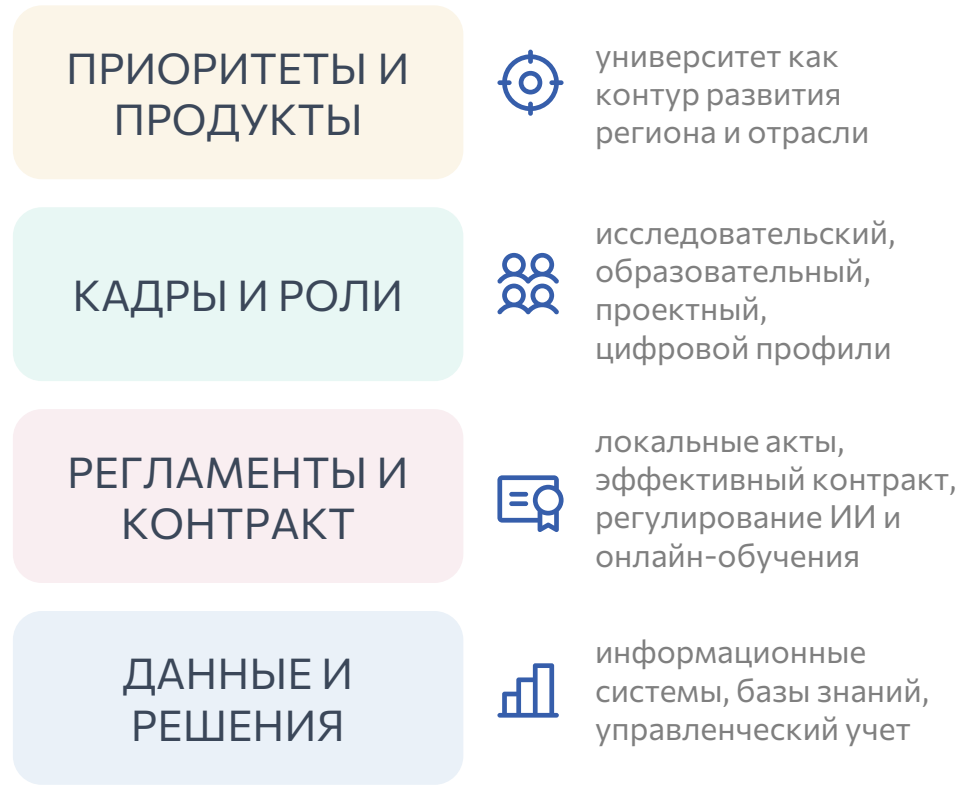 ПРИОРИТЕТЫ И
ПРОДУКТЫ
университет как
контур развития
региона и отрасли
КАДРЫ И РОЛИ
исследовательский,
образовательный,
проектный,
цифровой профили
РЕГЛАМЕНТЫ И
КОНТРАКТ
локальные акты,
эффективный контракт,
регулирование ИИ и
онлайн-обучения
ДАННЫЕ И
РЕШЕНИЯ
информационные
системы, базы знаний,
управленческий учет